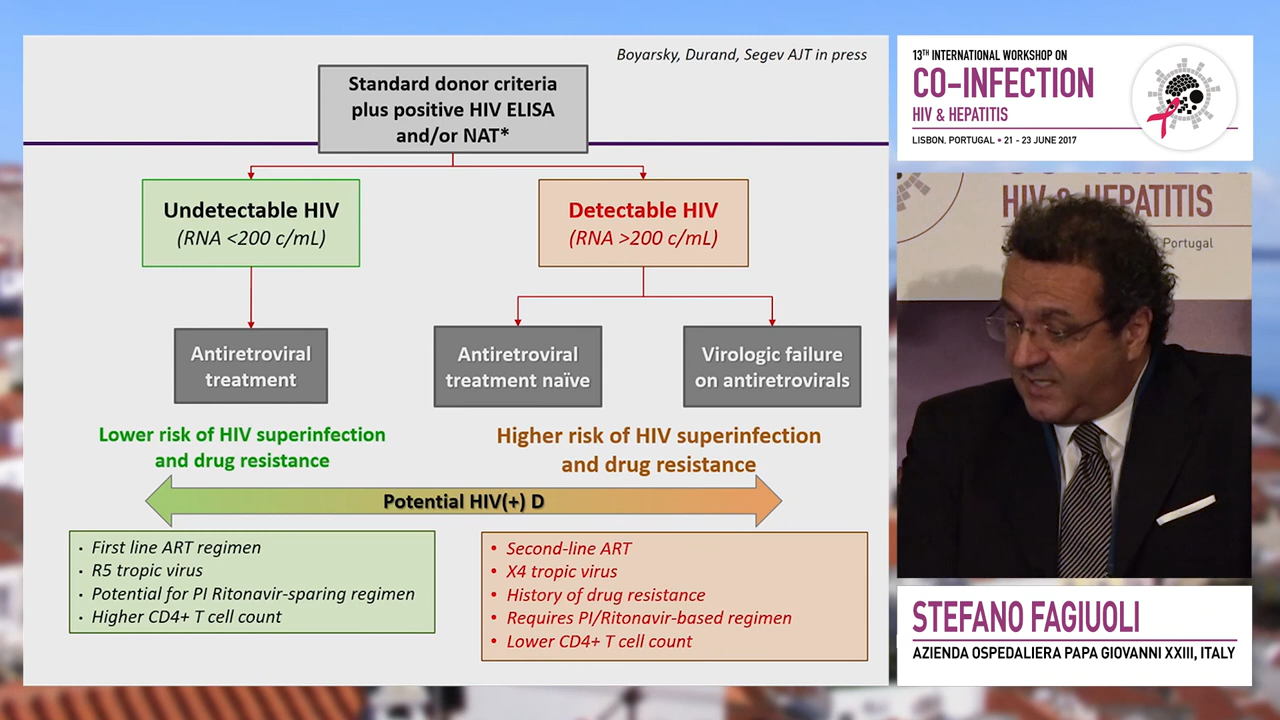 Boyarsky, Durand, Segev AJT in press
Standard donor criteria
plus positive HIV ELISA
and/or NAT*
Undetectable HIV
(RNA <200 c/mL)
Detectable HIV
(RNA >200 c/mL)
Antiretroviral
treatment
Antiretroviral
treatment naïve
Virologic failure
on antiretrovirals
Lower risk of HIV superinfection
and drug resistance
Higher risk of HIV superinfection
and drug resistance
Potential HIV(+) D
• First line ART regimen
• R5 tropic virus
• Potential for PI Ritonavir-sparing regimen
• Higher CD4+ T cell count
• Second-line ART
• X4 tropic virus
• History of drug resistance
• Requires PI/Ritonavir-based regimen
• Lower CD4+ T cell count
13TH INTERNATIONAL WORKSHOP ON
CO-INFECTION
HIV & HEPATITIS
LISBON, PORTUGAL • 21 - 23 JUNE 2017
HIV & HEPATITIS
Portugal
STEFANO FAGIUOLI
AZIENDA OSPEDALIERA PAPA GIOVANNI XXIII, ITALY